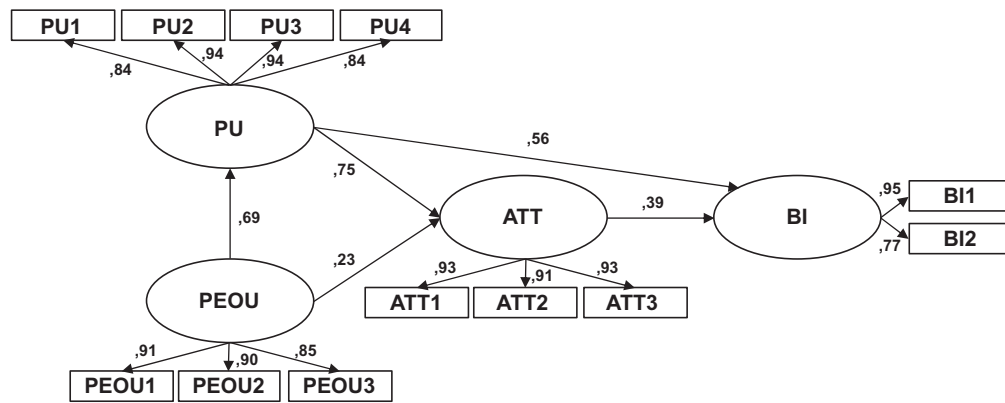 PU1 PU2 PU3 PU4
,84 ,94 ,94 ,84
PU
,56
,75
,69
ATT
,39
BI
,95 BI1
,77 BI2
,23
PEOU
,93 ,91 ,93
ATT1 ATT2 ATT3
,91 ,90 ,85
PEOU1 PEOU2 PEOU3